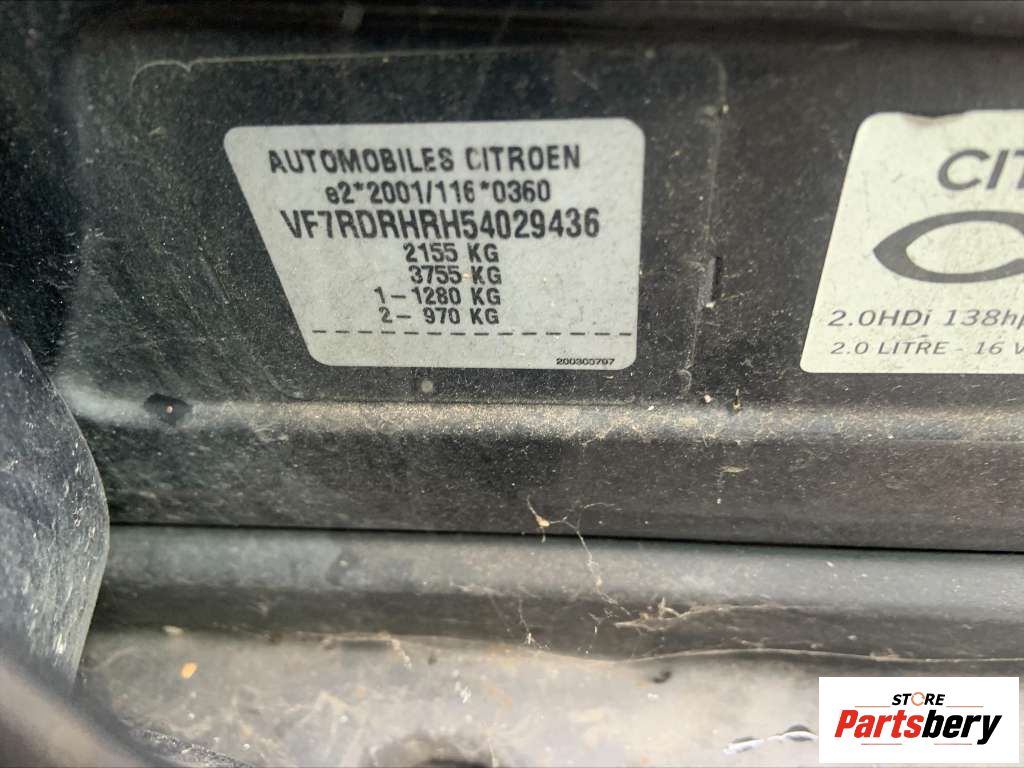 AUTOMOBILES CITROEN
e2*2001/116*0360
VF7RDRHRH54029436
2155 KG
3755 KG
1- 1280 KG
2- 970 KG
200365797
CIT
2.0HDi 138hp
2.0 LITRE - 16 V
STORE
Partsbery